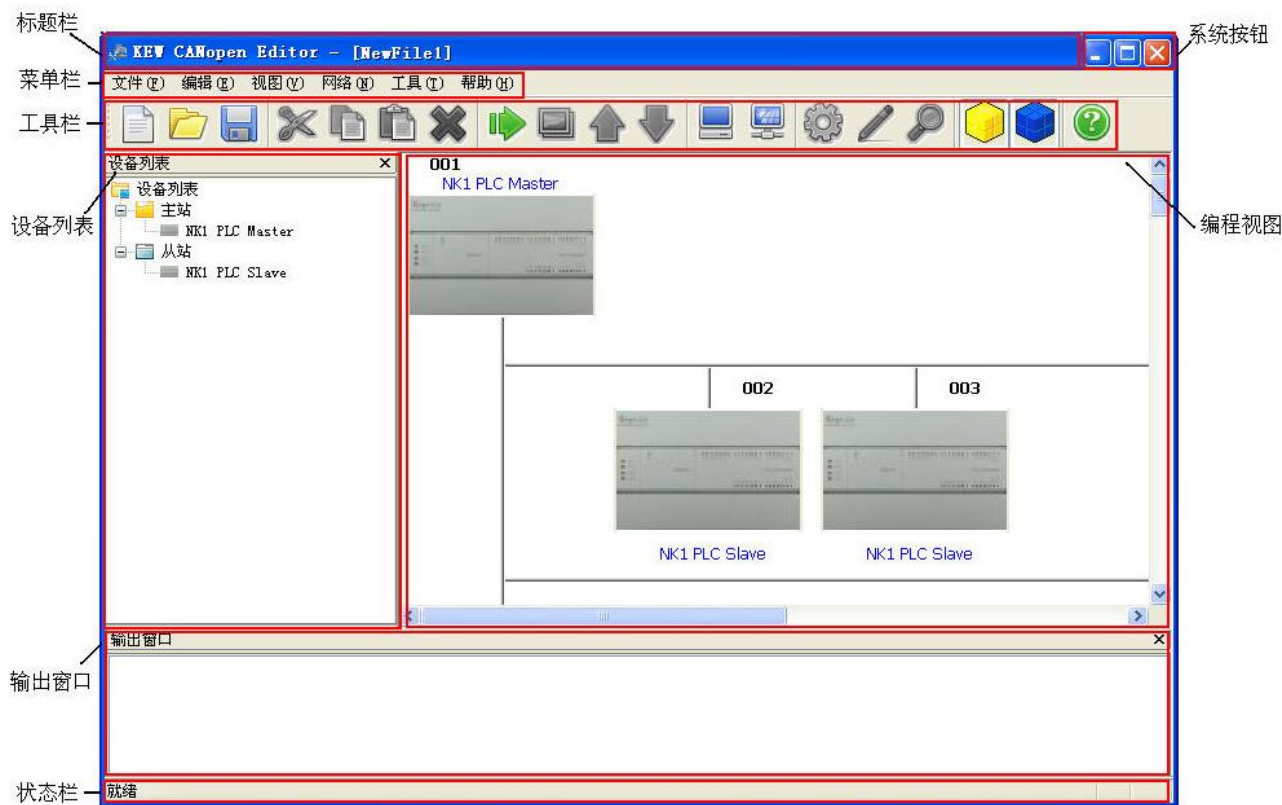 标题栏
系统按钮
KEW CANopen Editor - [NewFile1]
菜单栏
文件(F) 编辑(E) 视图(V) 网络(N) 工具(T) 帮助(H)
工具栏
设备列表
001
设备列表
NK1 PLC Master
主站
设备列表
编程视图
NK1 PLC Master
从站
NK1 PLC Slave
002
003
NK1 PLC Slave
NK1 PLC Slave
输出窗口
输出窗口
状态栏
就绪